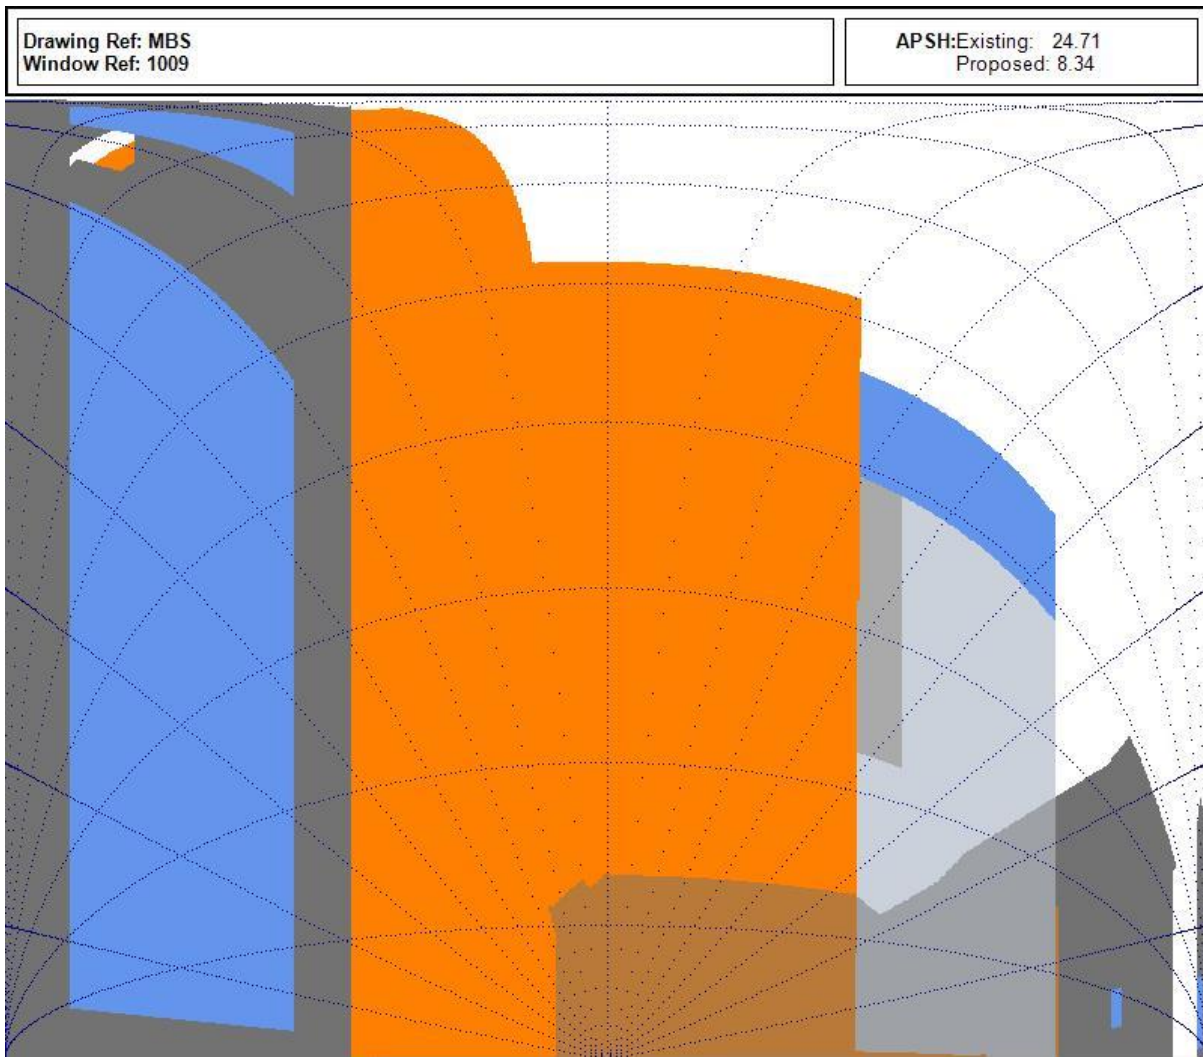 Drawing Ref: MBS
Window Ref: 1009
APSH:Existing: 24.71
Proposed: 8.34